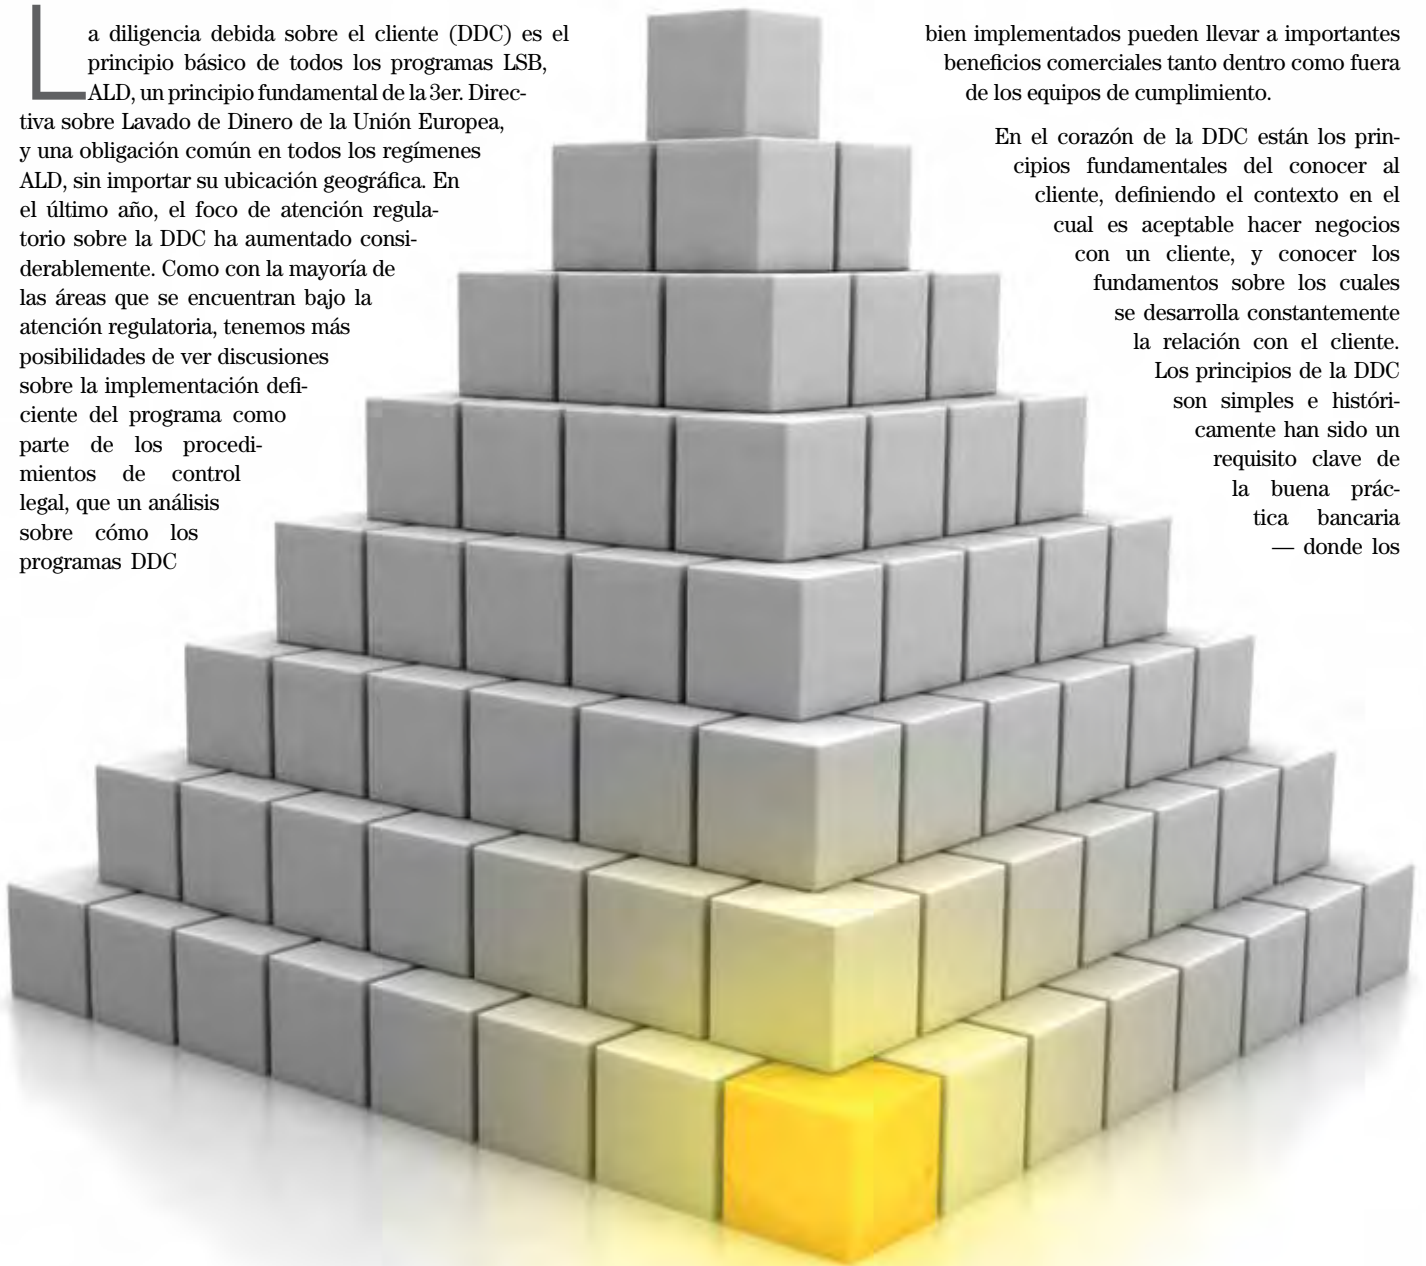 La diligencia debida sobre el cliente (DDC) es el
principio básico de todos los programas LSB,
ALD, un principio fundamental de la 3er. Direc-
tiva sobre Lavado de Dinero de la Unión Europea,
y una obligación común en todos los regímenes
ALD, sin importar su ubicación geográfica. En
el último año, el foco de atención regula-
torio sobre la DDC ha aumentado consi-
derablemente. Como con la mayoría de
las áreas que se encuentran bajo la
atención regulatoria, tenemos más
posibilidades de ver discusiones
sobre la implementación defi-
ciente del programa como
parte de los procedi-
mientos de control
legal, que un análisis
sobre cómo los
programas DDC
bien implementados pueden llevar a importantes
beneficios comerciales tanto dentro como fuera
de los equipos de cumplimiento.
En el corazón de la DDC están los prin-
cipios fundamentales del conocer al
cliente, definiendo el contexto en el
cual es aceptable hacer negocios
con un cliente, y conocer los
fundamentos sobre los cuales
se desarrolla constantemente
la relación con el cliente.
Los principios de la DDC
son simples e históri-
camente han sido un
requisito clave de
la buena prác-
tica bancaria
— donde los